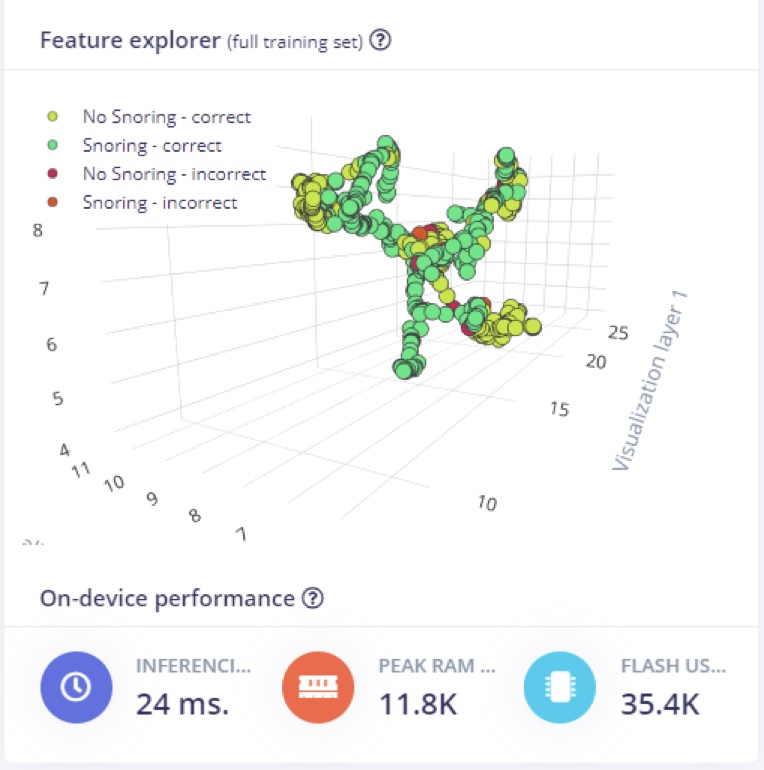 Feature explorer (full training set) ?
No Snoring - correct
Snoring - correct
No Snoring - incorrect
Snoring - incorrect
8
7
6
5
4
11
10
9
8
7
10
15
20
25
Visualization layer 1
On-device performance ?
INFERENCI... PEAK RAM ... FLASH US...
24 ms. 11.8K 35.4K